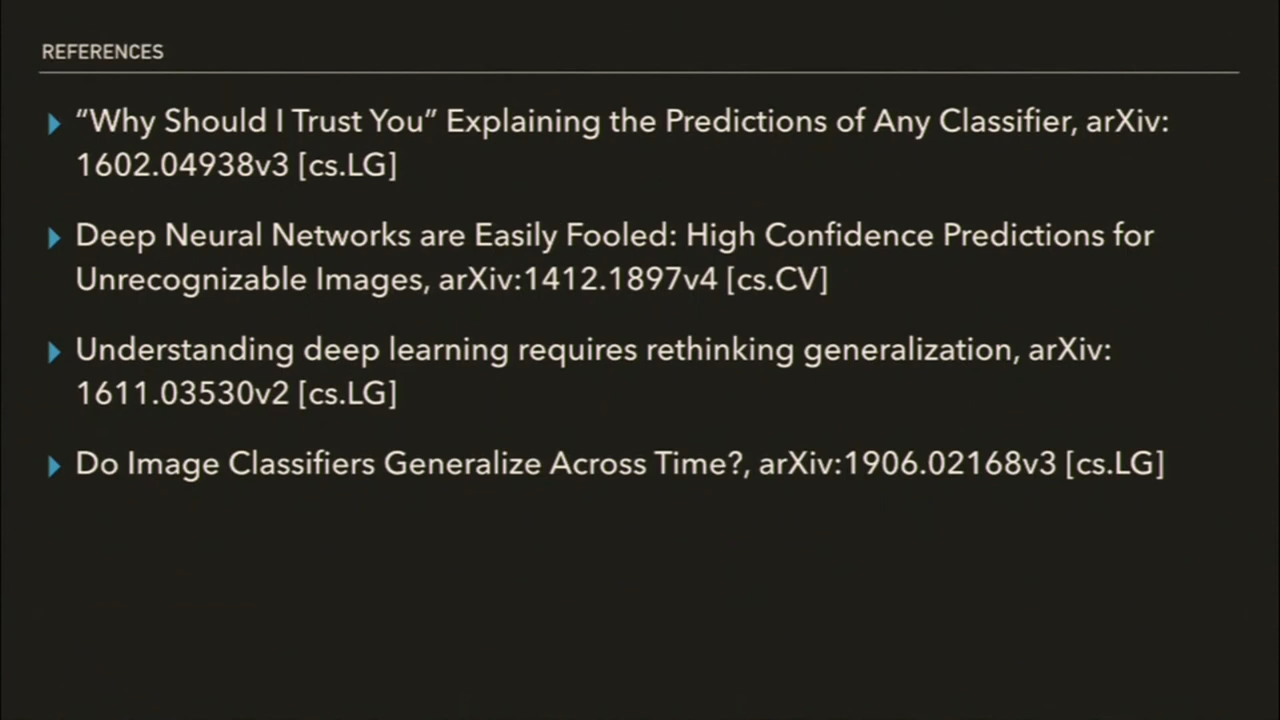 REFERENCES
“Why Should I Trust You” Explaining the Predictions of Any Classifier, arXiv:
1602.04938v3 [cs.LG]
Deep Neural Networks are Easily Fooled: High Confidence Predictions for
Unrecognizable Images, arXiv:1412.1897v4 [cs.CV]
Understanding deep learning requires rethinking generalization, arXiv:
1611.03530v2 [cs.LG]
Do Image Classifiers Generalize Across Time?, arXiv:1906.02168v3 [cs.LG]